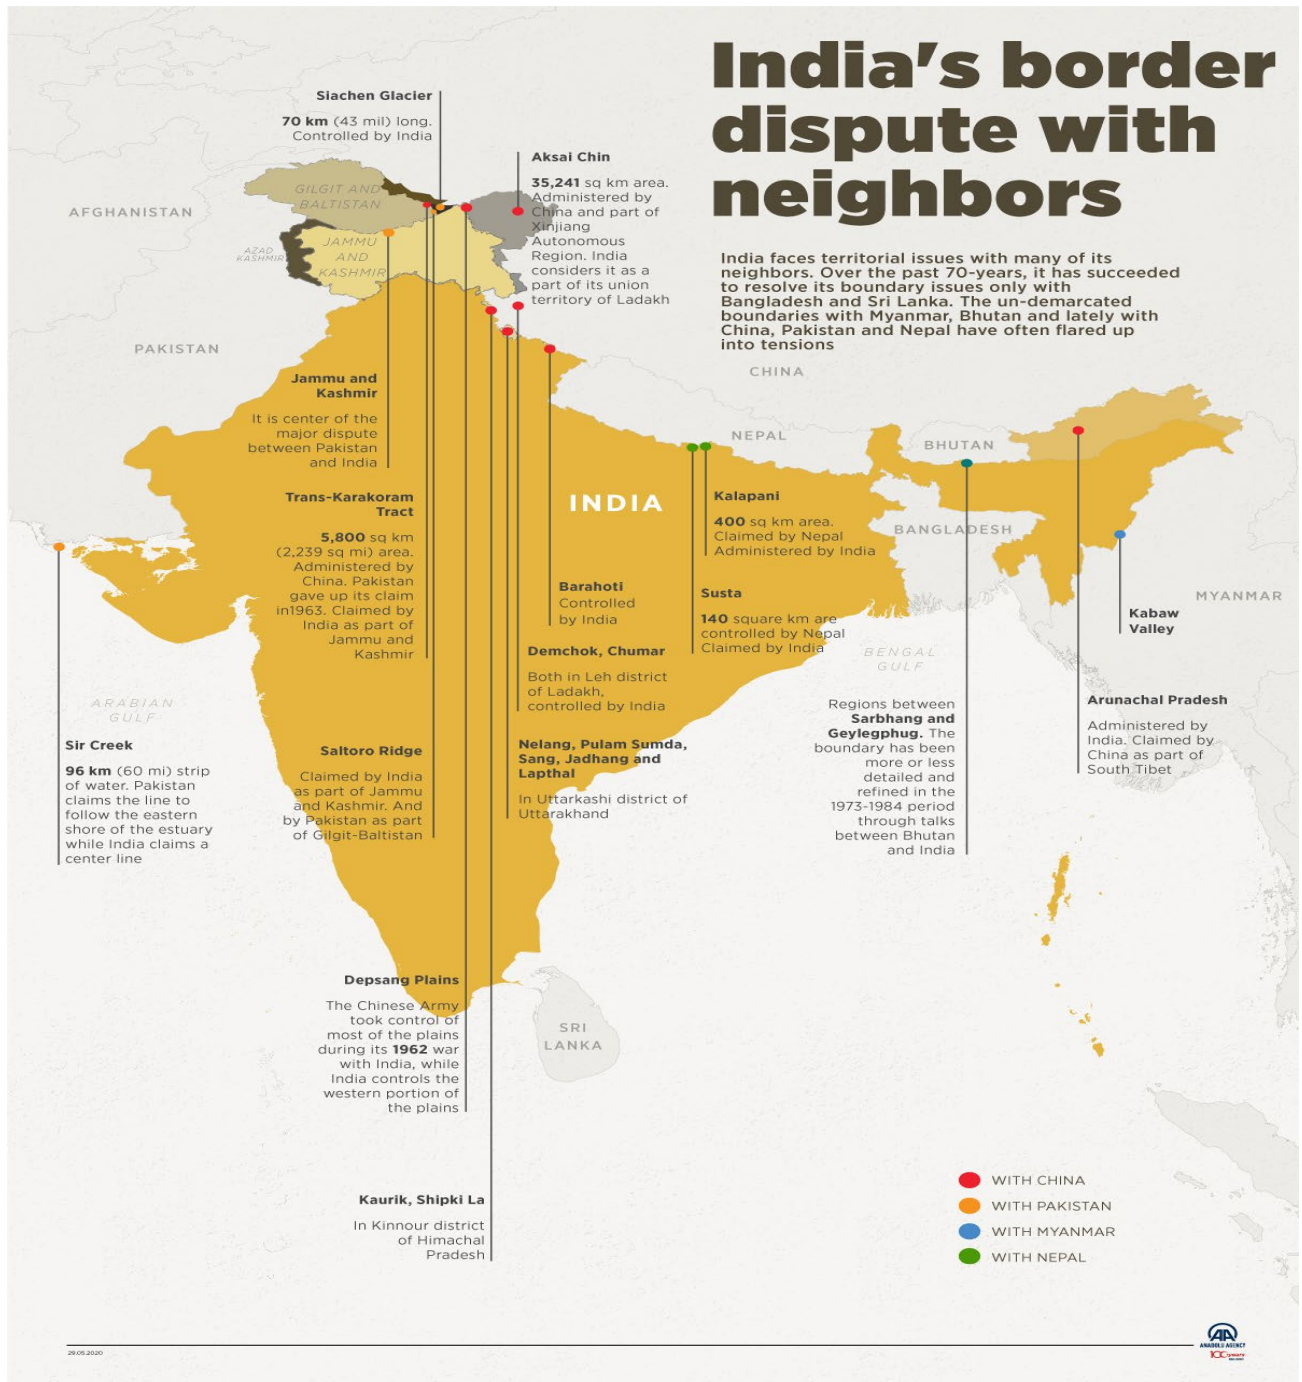 India's border
dispute with
neighbors
India faces territorial issues with many of its
neighbors. Over the past 70-years, it has succeeded
to resolve its boundary issues only with
Bangladesh and Sri Lanka. The un-demarcated
boundaries with Myanmar, Bhutan and lately with
China, Pakistan and Nepal have often flared up
into tensions
Siachen Glacier
70 km (43 mil) long.
Controlled by India
Aksai Chin
35,241 sq km area.
Administered by
China and part of
Xinjiang
Autonomous
Region. India
considers it as a
part of its union
territory of Ladakh
GILGIT AND
BALTISTAN
AFGHANISTAN
AZAD
KASHMIR
JAMMU
AND
KASHMIR
PAKISTAN
CHINA
NEPAL
BHUTAN
INDIA
BANGLADESH
MYANMAR
Jammu and
Kashmir
It is center of the
major dispute
between Pakistan
and India
Trans-Karakoram
Tract
5,800 sq km
(2,239 sq mi) area.
Administered by
China. Pakistan
gave up its claim
in1963. Claimed by
India as part of
Jammu and
Kashmir
Kalapani
400 sq km area.
Claimed by Nepal
Administered by India
Barahoti
Controlled
by India
Susta
140 square km are
controlled by Nepal
Claimed by India
Kabaw
Valley
Demchok, Chumar
Both in Leh district
of Ladakh,
controlled by India
BENGAL
GULF
ARABIAN
GULF
Sir Creek
96 km (60 mi) strip
of water. Pakistan
claims the line to
follow the eastern
shore of the estuary
while India claims a
center line
Saltoro Ridge
Claimed by India
as part of Jammu
and Kashmir. And
by Pakistan as part
of Gilgit-Baltistan
Nelang, Pulam Sumda,
Sang, Jadhang and
Lapthal
In Uttarkashi district of
Uttarakhand
Regions between
Sarbhang and
Geylegphug. The
boundary has been
more or less
detailed and
refined in the
1973-1984 period
through talks
between Bhutan
and India
Arunachal Pradesh
Administered by
India. Claimed by
China as part of
South Tibet
Depsang Plains
The Chinese Army
took control of
most of the plains
during its 1962 war
with India, while
India controls the
western portion of
the plains
SRI
LANKA
Kaurik, Shipki La
In Kinnour district
of Himachal
Pradesh
WITH CHINA
WITH PAKISTAN
WITH MYANMAR
WITH NEPAL
29.05.2020
AA
ANADOLU AGENCY